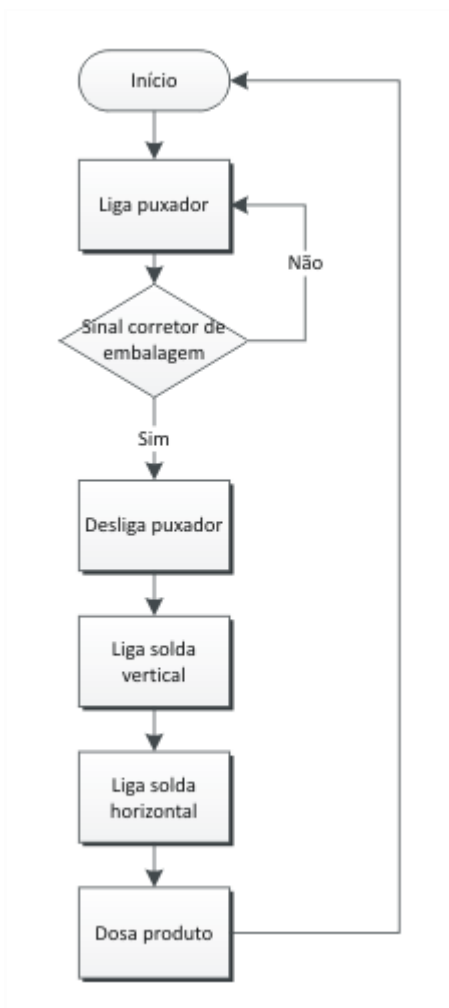 Início
Liga puxador
Não
Sinal corretor de
embalagem
Sim
Desliga puxador
Liga solda
vertical
Liga solda
horizontal
Dosa produto